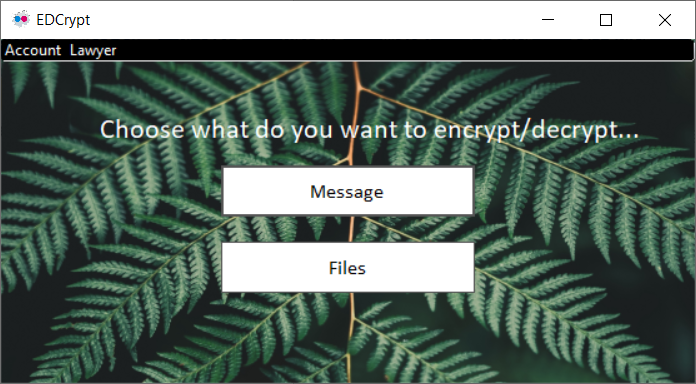 EDCrypt
Account Lawyer
Choose what do you want to encrypt/decrypt...
Message
Files